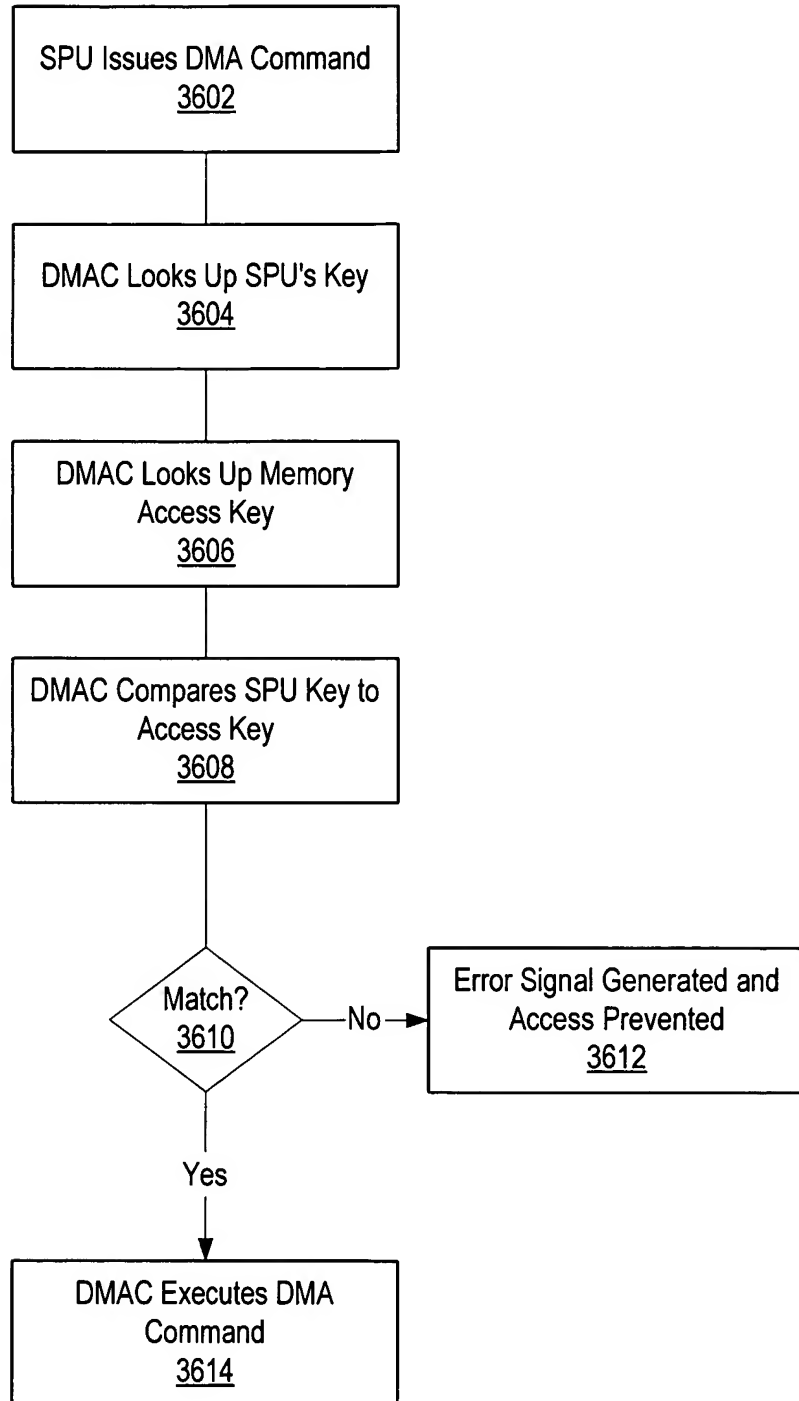 SPU Issues DMA Command
3602
DMAC Looks Up SPU's Key
3604
DMAC Looks Up Memory
Access Key
3606
DMAC Compares SPU Key to
Access Key
3608
Match?
3610
No
Error Signal Generated and
Access Prevented
3612
Yes
DMAC Executes DMA
Command
3614